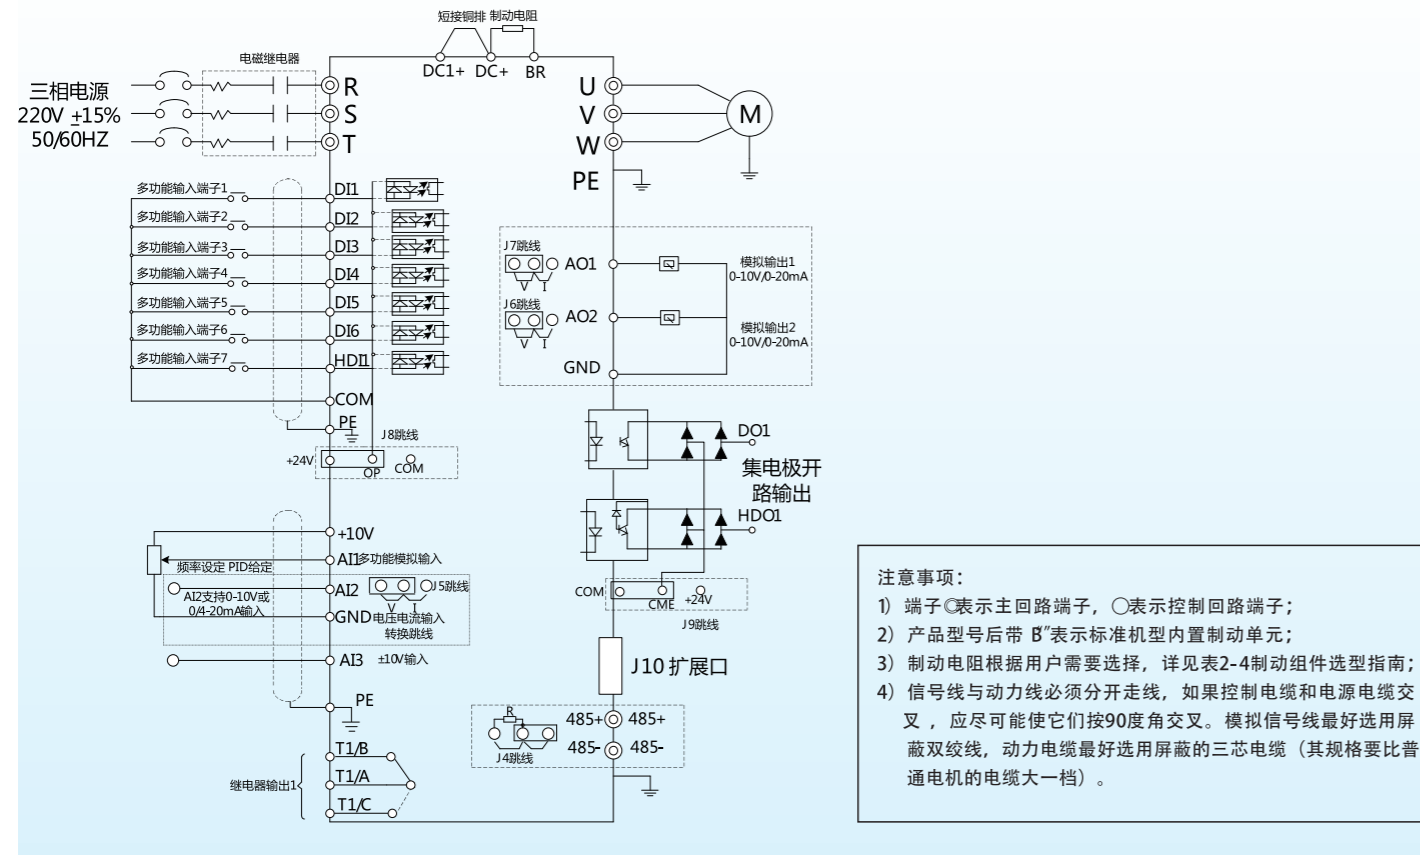 短接铜排 制动电阻
电磁继电器
DC1+ DC+ BR
三相电源
220V ±15%
50/60HZ
R
S
T
U
V
W
M
PE
多功能输入端子1
DI1
多功能输入端子2
DI2
多功能输入端子3
DI3
多功能输入端子4
DI4
多功能输入端子5
DI5
多功能输入端子6
DI6
多功能输入端子7
HDI1
COM
PE
J8跳线
+24V
OP
COM
J7跳线
AO1
V I
模拟输出1
0-10V/0-20mA
J6跳线
AO2
V I
模拟输出2
0-10V/0-20mA
GND
DO1
集电极开
路输出
HDO1
COM
CME
+24V
J9跳线
+10V
AI1多功能模拟输入
频率设定 PID给定
AI2
J5跳线
AI2支持0-10V或
0/4-20mA输入
V I
GND电压电流输入
转换跳线
AI3 ±10V输入
PE
J10 扩展口
R
485+ 485+
485- 485-
J4跳线
T1/B
继电器输出1
T1/A
T1/C
注意事项：
1）端子◎表示主回路端子，○表示控制回路端子；
2）产品型号后带 B″表示标准机型内置制动单元；
3）制动电阻根据用户需要选择，详见表2-4制动组件选型指南；
4）信号线与动力线必须分开走线，如果控制电缆和电源电缆交
叉 ，应尽可能使它们按90度角交叉。模拟信号线最好选用屏
蔽双绞线，动力电缆最好选用屏蔽的三芯电缆（其规格要比普
通电机的电缆大一档）。